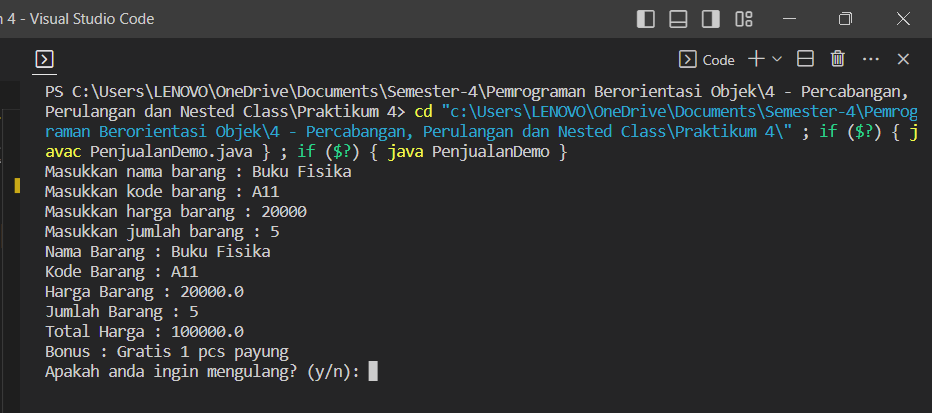 n 4 - Visual Studio Code
Code
PS C:\Users\LENOVO\OneDrive\Documents\Semester-4\Pemrograman Berorientasi Objek\4 - Percabangan,
Perulangan dan Nested Class\Praktikum 4> cd "c:\Users\LENOVO\OneDrive\Documents\Semester-4\Pemrog
raman Berorientasi Objek\4 - Percabangan, Perulangan dan Nested Class\Praktikum 4\" ; if ($?) { j
avac PenjualanDemo.java } ; if ($?) { java PenjualanDemo }
Masukkan nama barang : Buku Fisika
Masukkan kode barang : A11
Masukkan harga barang : 20000
Masukkan jumlah barang : 5
Nama Barang : Buku Fisika
Kode Barang : A11
Harga Barang : 20000.0
Jumlah Barang : 5
Total Harga : 100000.0
Bonus : Gratis 1 pcs payung
Apakah anda ingin mengulang? (y/n):